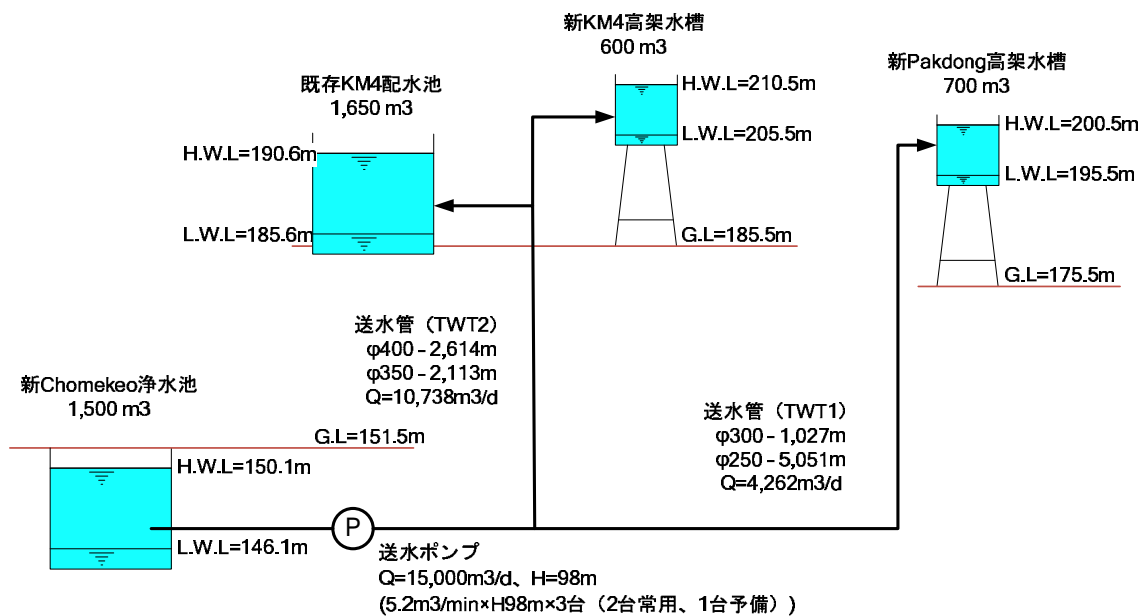 新KM4高架水槽
600 m3
H.W.L=210.5m
L.W.L=205.5m
G.L=185.5m
既存KM4配水池
1,650 m3
H.W.L=190.6m
L.W.L=185.6m
新Pakdong高架水槽
700 m3
H.W.L=200.5m
L.W.L=195.5m
G.L=175.5m
送水管（TWT2）
φ400－2,614m
φ350－2,113m
Q=10,738m3/d
新Chomekeo浄水池
1,500 m3
G.L=151.5m
H.W.L=150.1m
L.W.L=146.1m
送水管（TWT1）
φ300－1,027m
φ250－5,051m
Q=4,262m3/d
P
送水ポンプ
Q=15,000m3/d、H=98m
(5.2m3/min×H98m×3台（2台常用、1台予備）)